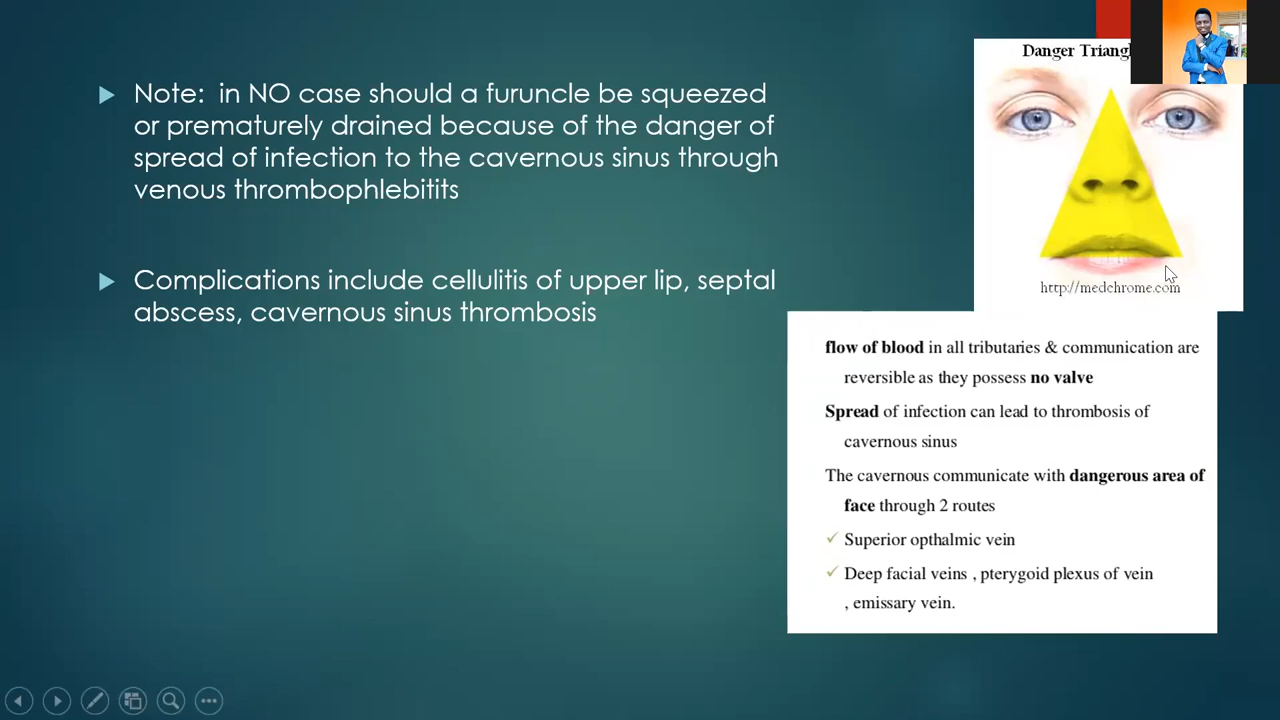 Note: in NO case should a furuncle be squeezed
or prematurely drained because of the danger of
spread of infection to the cavernous sinus through
venous thrombophlebitits
Complications include cellulitis of upper lip, septal
abscess, cavernous sinus thrombosis
Danger
http://medchrome.com
flow of blood in all tributaries & communication are
reversible as they possess no valve
Spread of infection can lead to thrombosis of
cavernous sinus
The cavernous communicate with dangerous area of
face through 2 routes
✓ Superior opthalmic vein
✓ Deep facial veins , pterygoid plexus of vein
, emissary vein.